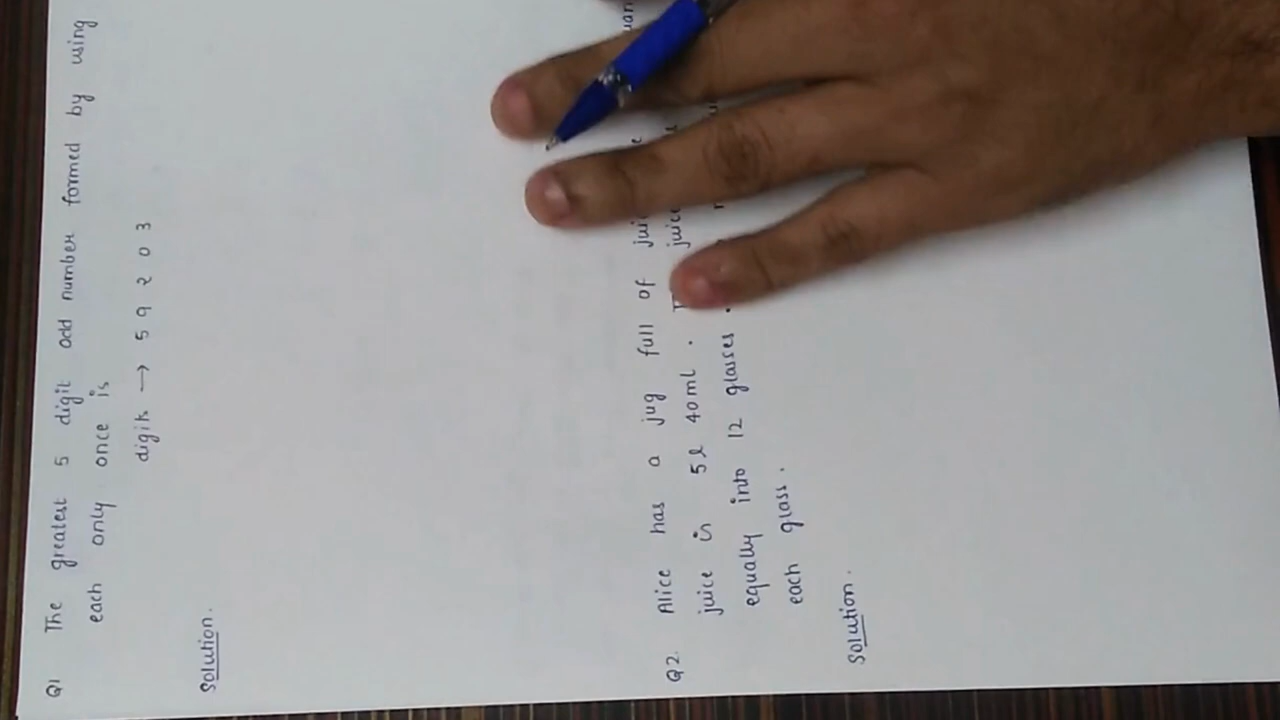 Q1 The greatest 5 digit odd number formed by using
each only once is
digits → 5 9 2 0 3
Solution.
Q2. Alice has a jug full of
juice is 5l 40ml. juice
equally into 12 glasses.
each glass.
Solution.